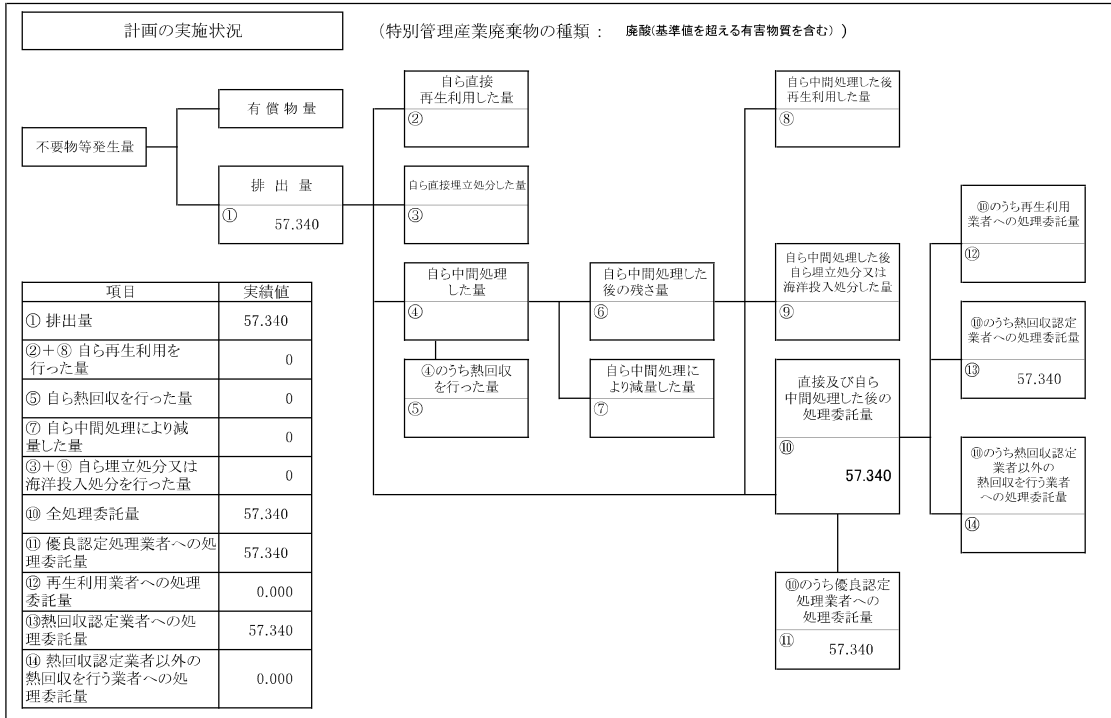 計画の実施状況
(特別管理産業廃棄物の種類： 廃酸(基準値を超える有害物質を含む) )
不要物等発生量
有償物量
排出量
① 57.340
自ら直接
再生利用した量
②
自ら直接埋立処分した量
③
自ら中間処理
した量
④
④のうち熱回収
を行った量
⑤
自ら中間処理した
後の残さ量
⑥
自ら中間処理に
より減量した量
⑦
自ら中間処理した後
再生利用した量
⑧
自ら中間処理した後
自ら埋立処分又は
海洋投入処分した量
⑨
直接及び自ら
中間処理した後の
処理委託量
⑩
57.340
⑩のうち優良認定
処理業者への
処理委託量
⑪ 57.340
⑩のうち再生利用
業者への処理委託量
⑫
⑩のうち熱回収認定
業者への処理委託量
⑬ 57.340
⑩のうち熱回収認定
業者以外の
熱回収を行う業者
への処理委託量
⑭
項目 実績値
① 排出量 57.340
②＋⑧ 自ら再生利用を
行った量 0
⑤ 自ら熱回収を行った量 0
⑦ 自ら中間処理により減
量した量 0
③＋⑨ 自ら埋立処分又は
海洋投入処分を行った量 0
⑩ 全処理委託量 57.340
⑪ 優良認定処理業者への処
理委託量 57.340
⑫ 再生利用業者への処理
委託量 0.000
⑬熱回収認定業者への処
理委託量 57.340
⑭ 熱回収認定業者以外の
熱回収を行う業者への処
理委託量 0.000